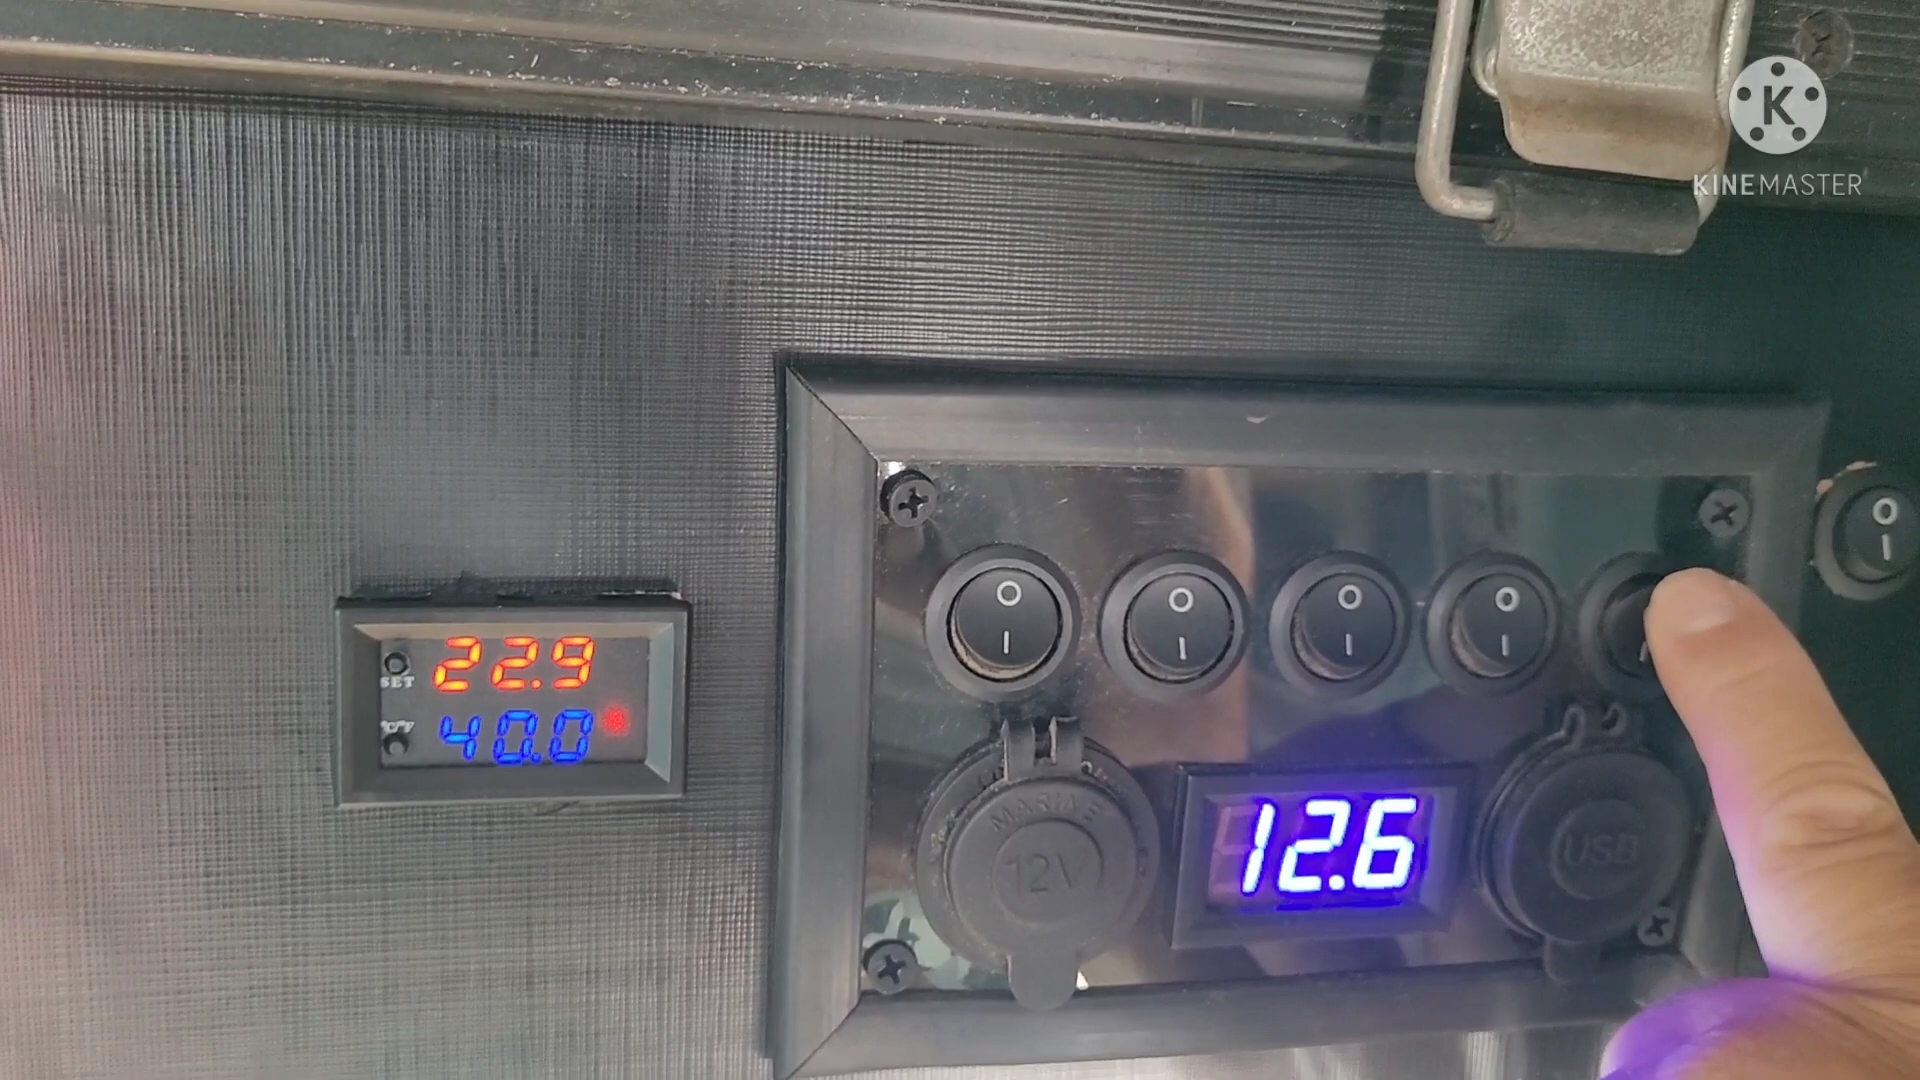 K
KINEMASTER
O O O O O
I I I I I
SET 22.9
°C/°F 40.0
MARINE
12V
12.6
USB